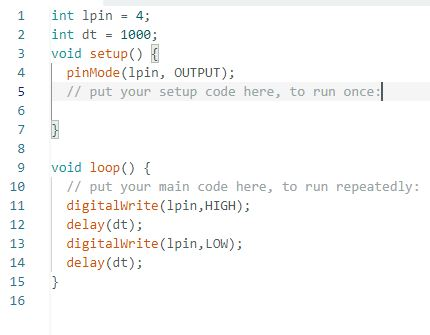 1 int lpin = 4;
2 int dt = 1000;
3 void setup() {
4   pinMode(lpin, OUTPUT);
5   // put your setup code here, to run once:
6
7 }
8
9 void loop() {
10   // put your main code here, to run repeatedly:
11   digitalWrite(lpin,HIGH);
12   delay(dt);
13   digitalWrite(lpin,LOW);
14   delay(dt);
15 }
16